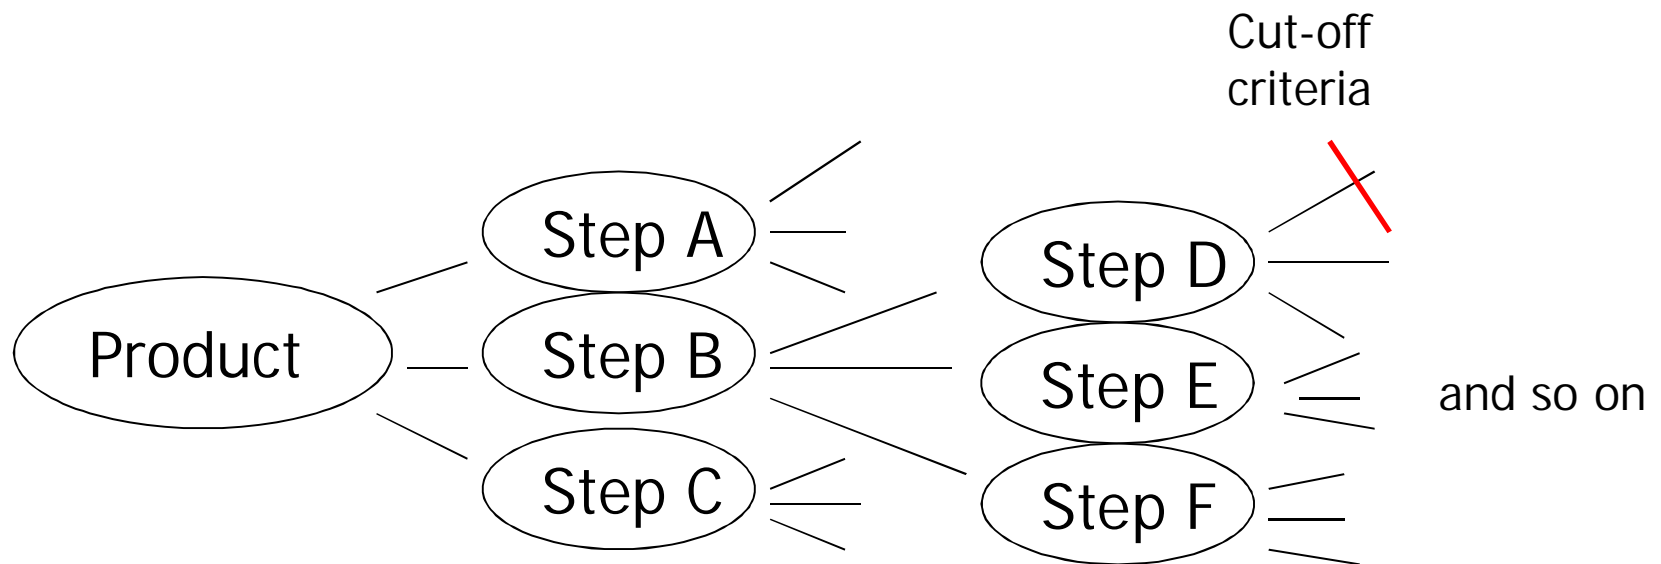 Cut-off
criteria
Product
Step A
Step B
Step C
Step D
Step E
Step F
and so on